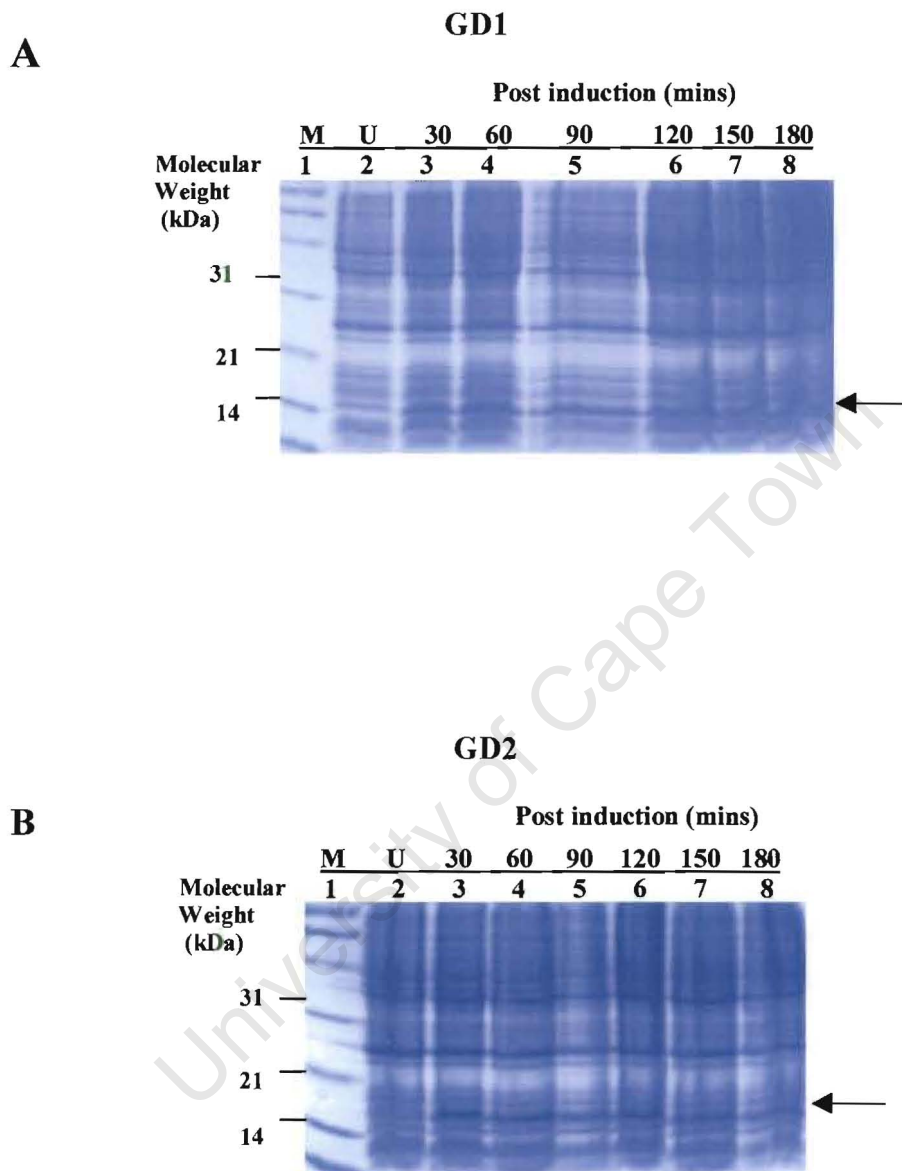 GD1
A
Post induction (mins)
M U 30 60 90 120 150 180
Molecular 1 2 3 4 5 6 7 8
Weight
(kDa)
31
21
14
University of Cape Town
GD2
B
Post induction (mins)
M U 30 60 90 120 150 180
Molecular 1 2 3 4 5 6 7 8
Weight
(kDa)
31
21
14